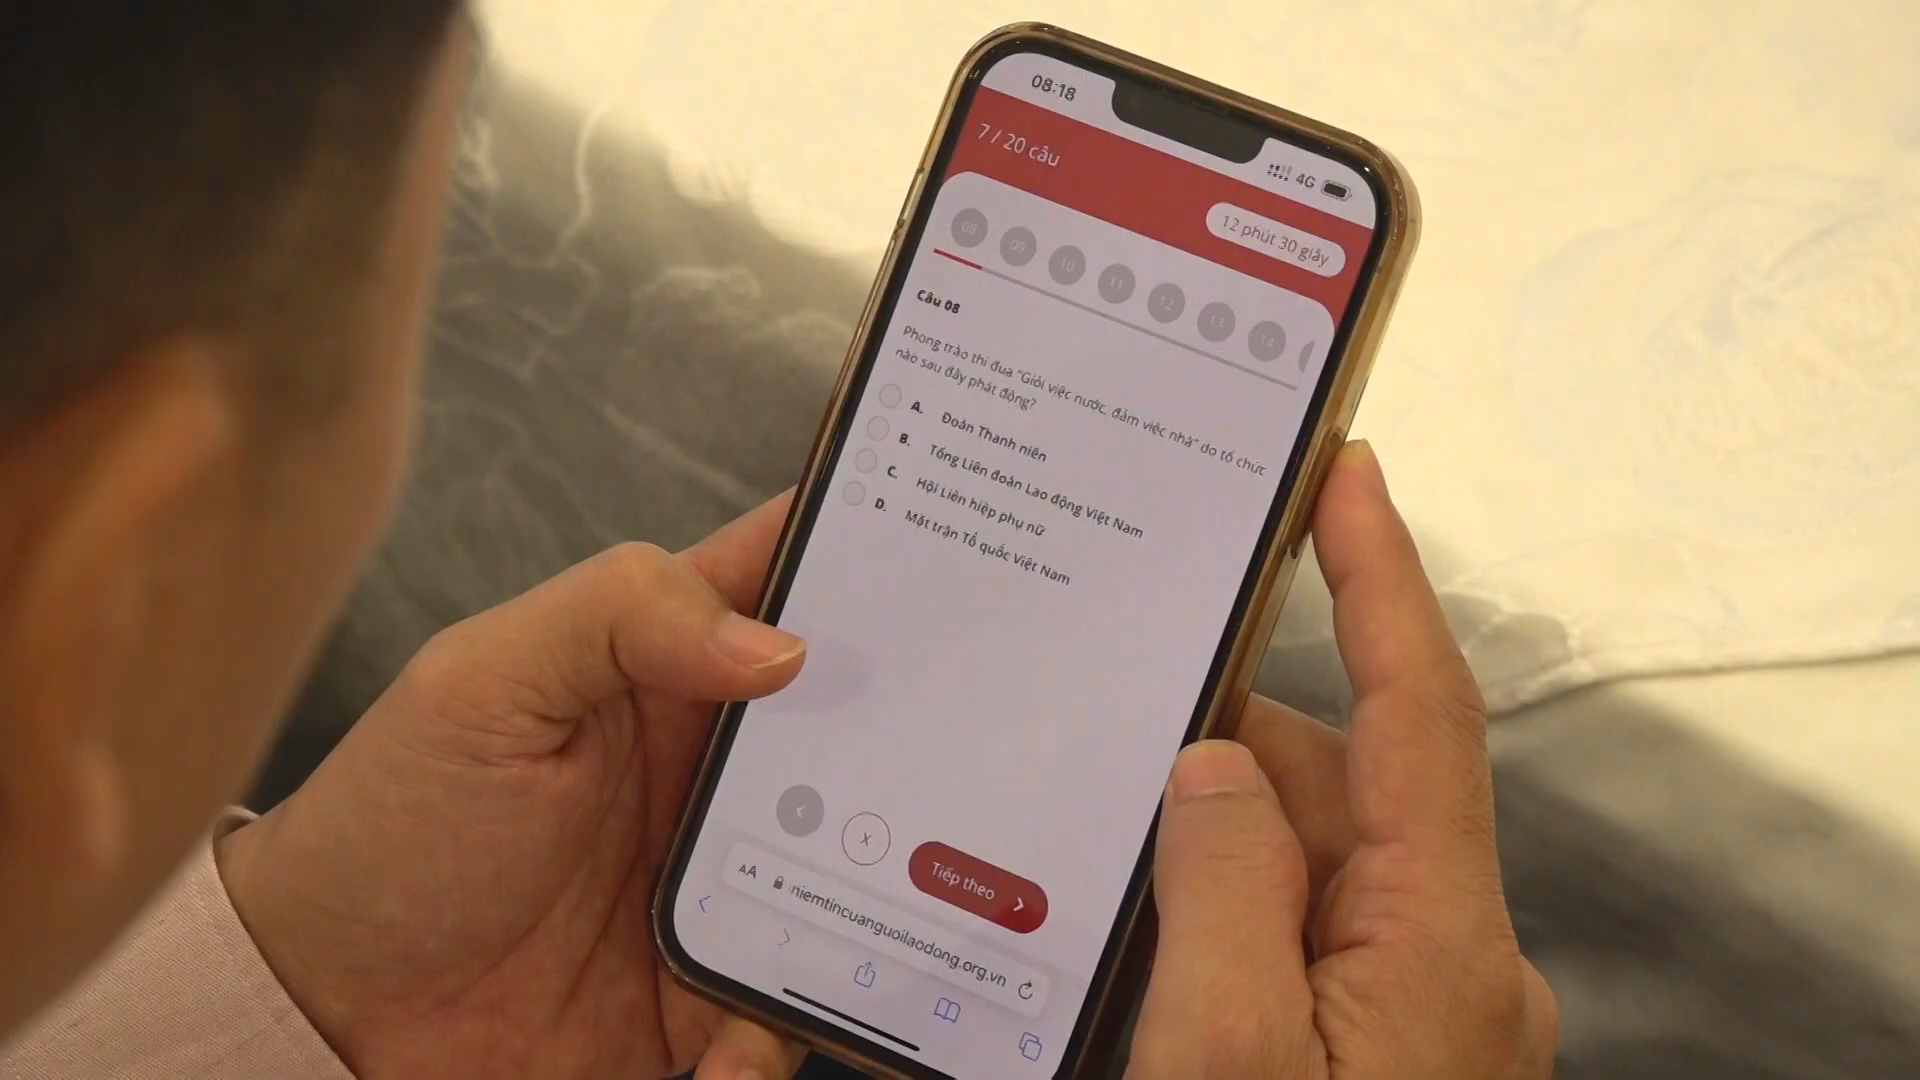 08:18
4G
7 / 20 câu
12 phút 30 giây
08 09 10 11 12 13 14
Câu 08
Phong trào thi đua "Giỏi việc nước, đảm việc nhà" do tổ chức
nào sau đây phát động?
A. Đoàn Thanh niên
B. Tổng Liên đoàn Lao động Việt Nam
C. Hội Liên hiệp phụ nữ
D. Mặt trận Tổ quốc Việt Nam
< X Tiếp theo >
AA niemtincuanguoilaodong.org.vn